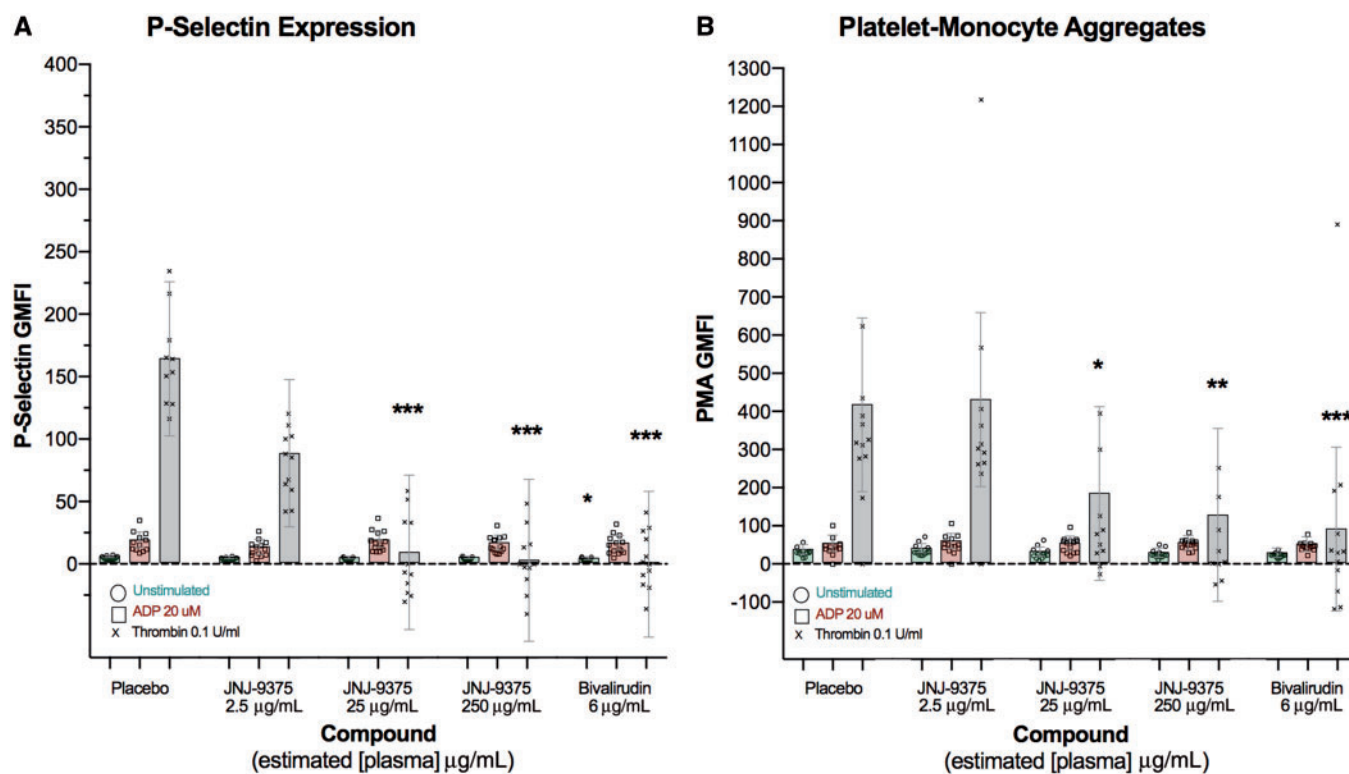 A P-Selectin Expression
400
350
300
250
200
150
100
50
0
P-Selectin GMFI
***
***
*
***
Unstimulated
ADP 20 uM
x Thrombin 0.1 U/ml
Placebo
JNJ-9375
2.5 µg/mL
JNJ-9375
25 µg/mL
JNJ-9375
250 µg/mL
Bivalirudin
6 µg/mL
Compound
(estimated [plasma] µg/mL)
B Platelet-Monocyte Aggregates
1300
1200
1100
1000
900
800
700
600
500
400
300
200
100
0
-100
PMA GMFI
*
**
***
Unstimulated
ADP 20 uM
x Thrombin 0.1 U/ml
Placebo
JNJ-9375
2.5 µg/mL
JNJ-9375
25 µg/mL
JNJ-9375
250 µg/mL
Bivalirudin
6 µg/mL
Compound
(estimated [plasma] µg/mL)